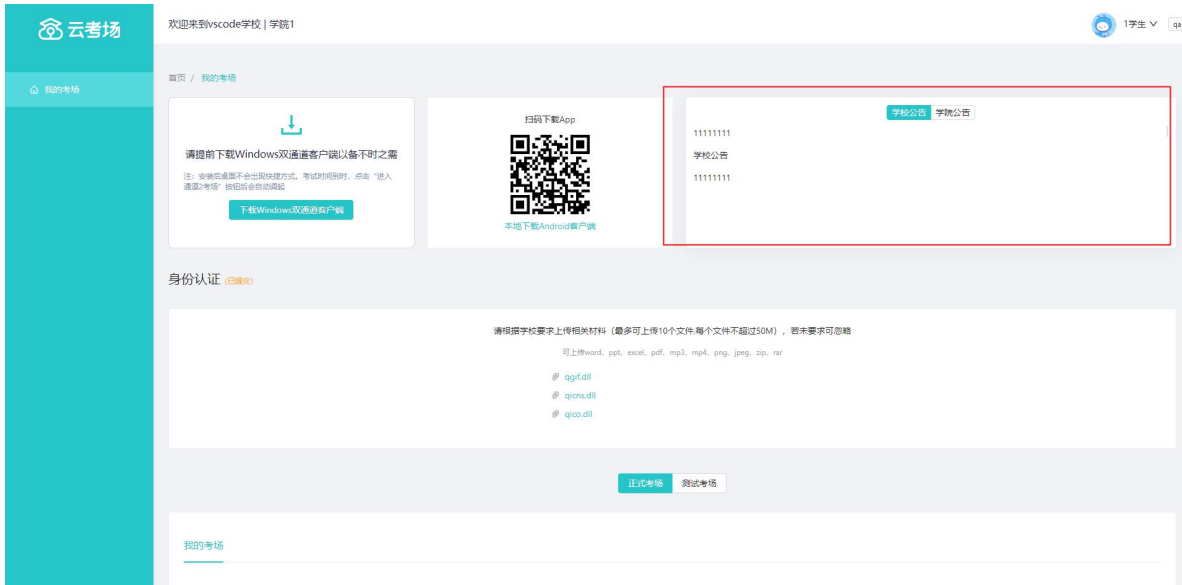 云考场
欢迎来到vscode学校 | 学院1
1学生
qa
我的考场
首页 / 我的考场
请提前下载Windows双通道客户端以备不时之需
注：安装后桌面不会出现快捷方式。考试时间到时，点击“进入
通道2考场”按钮后会自动调起
下载Windows双通道客户端
扫码下载App
本地下载Android客户端
学校公告 学院公告
11111111
学校公告
11111111
身份认证 (已提交)
请根据学校要求上传相关材料（最多可上传10个文件,每个文件不超过50M），若未要求可忽略
可上传word、ppt、excel、pdf、mp3、mp4、png、jpeg、zip、rar
qgif.dll
qicns.dll
qico.dll
正式考场 测试考场
我的考场